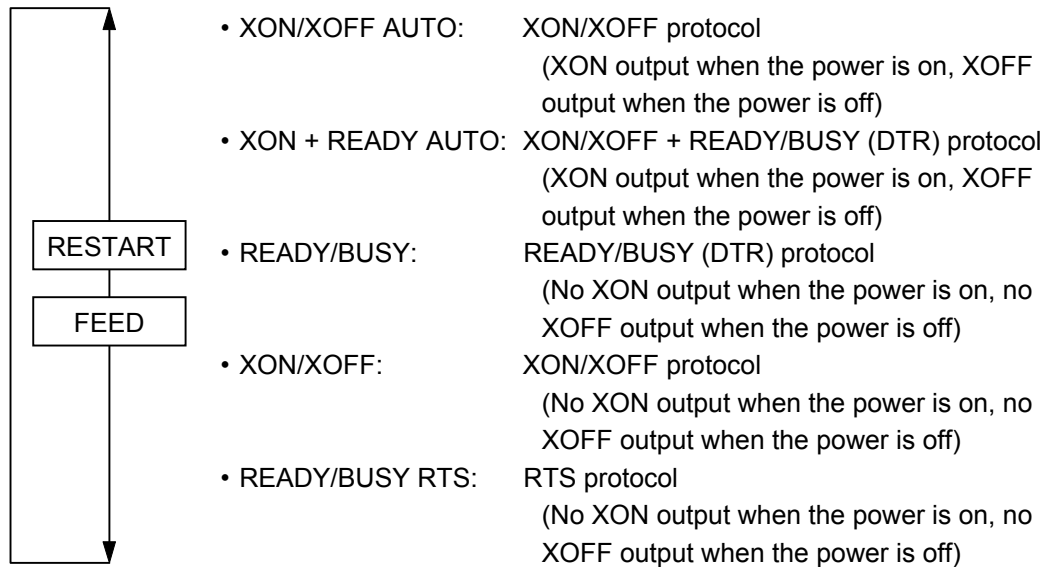 • XON/XOFF AUTO: XON/XOFF protocol
(XON output when the power is on, XOFF
output when the power is off)
• XON + READY AUTO: XON/XOFF + READY/BUSY (DTR) protocol
(XON output when the power is on, XOFF
output when the power is off)
RESTART
• READY/BUSY: READY/BUSY (DTR) protocol
(No XON output when the power is on, no
XOFF output when the power is off)
FEED
• XON/XOFF: XON/XOFF protocol
(No XON output when the power is on, no
XOFF output when the power is off)
• READY/BUSY RTS: RTS protocol
(No XON output when the power is on, no
XOFF output when the power is off)